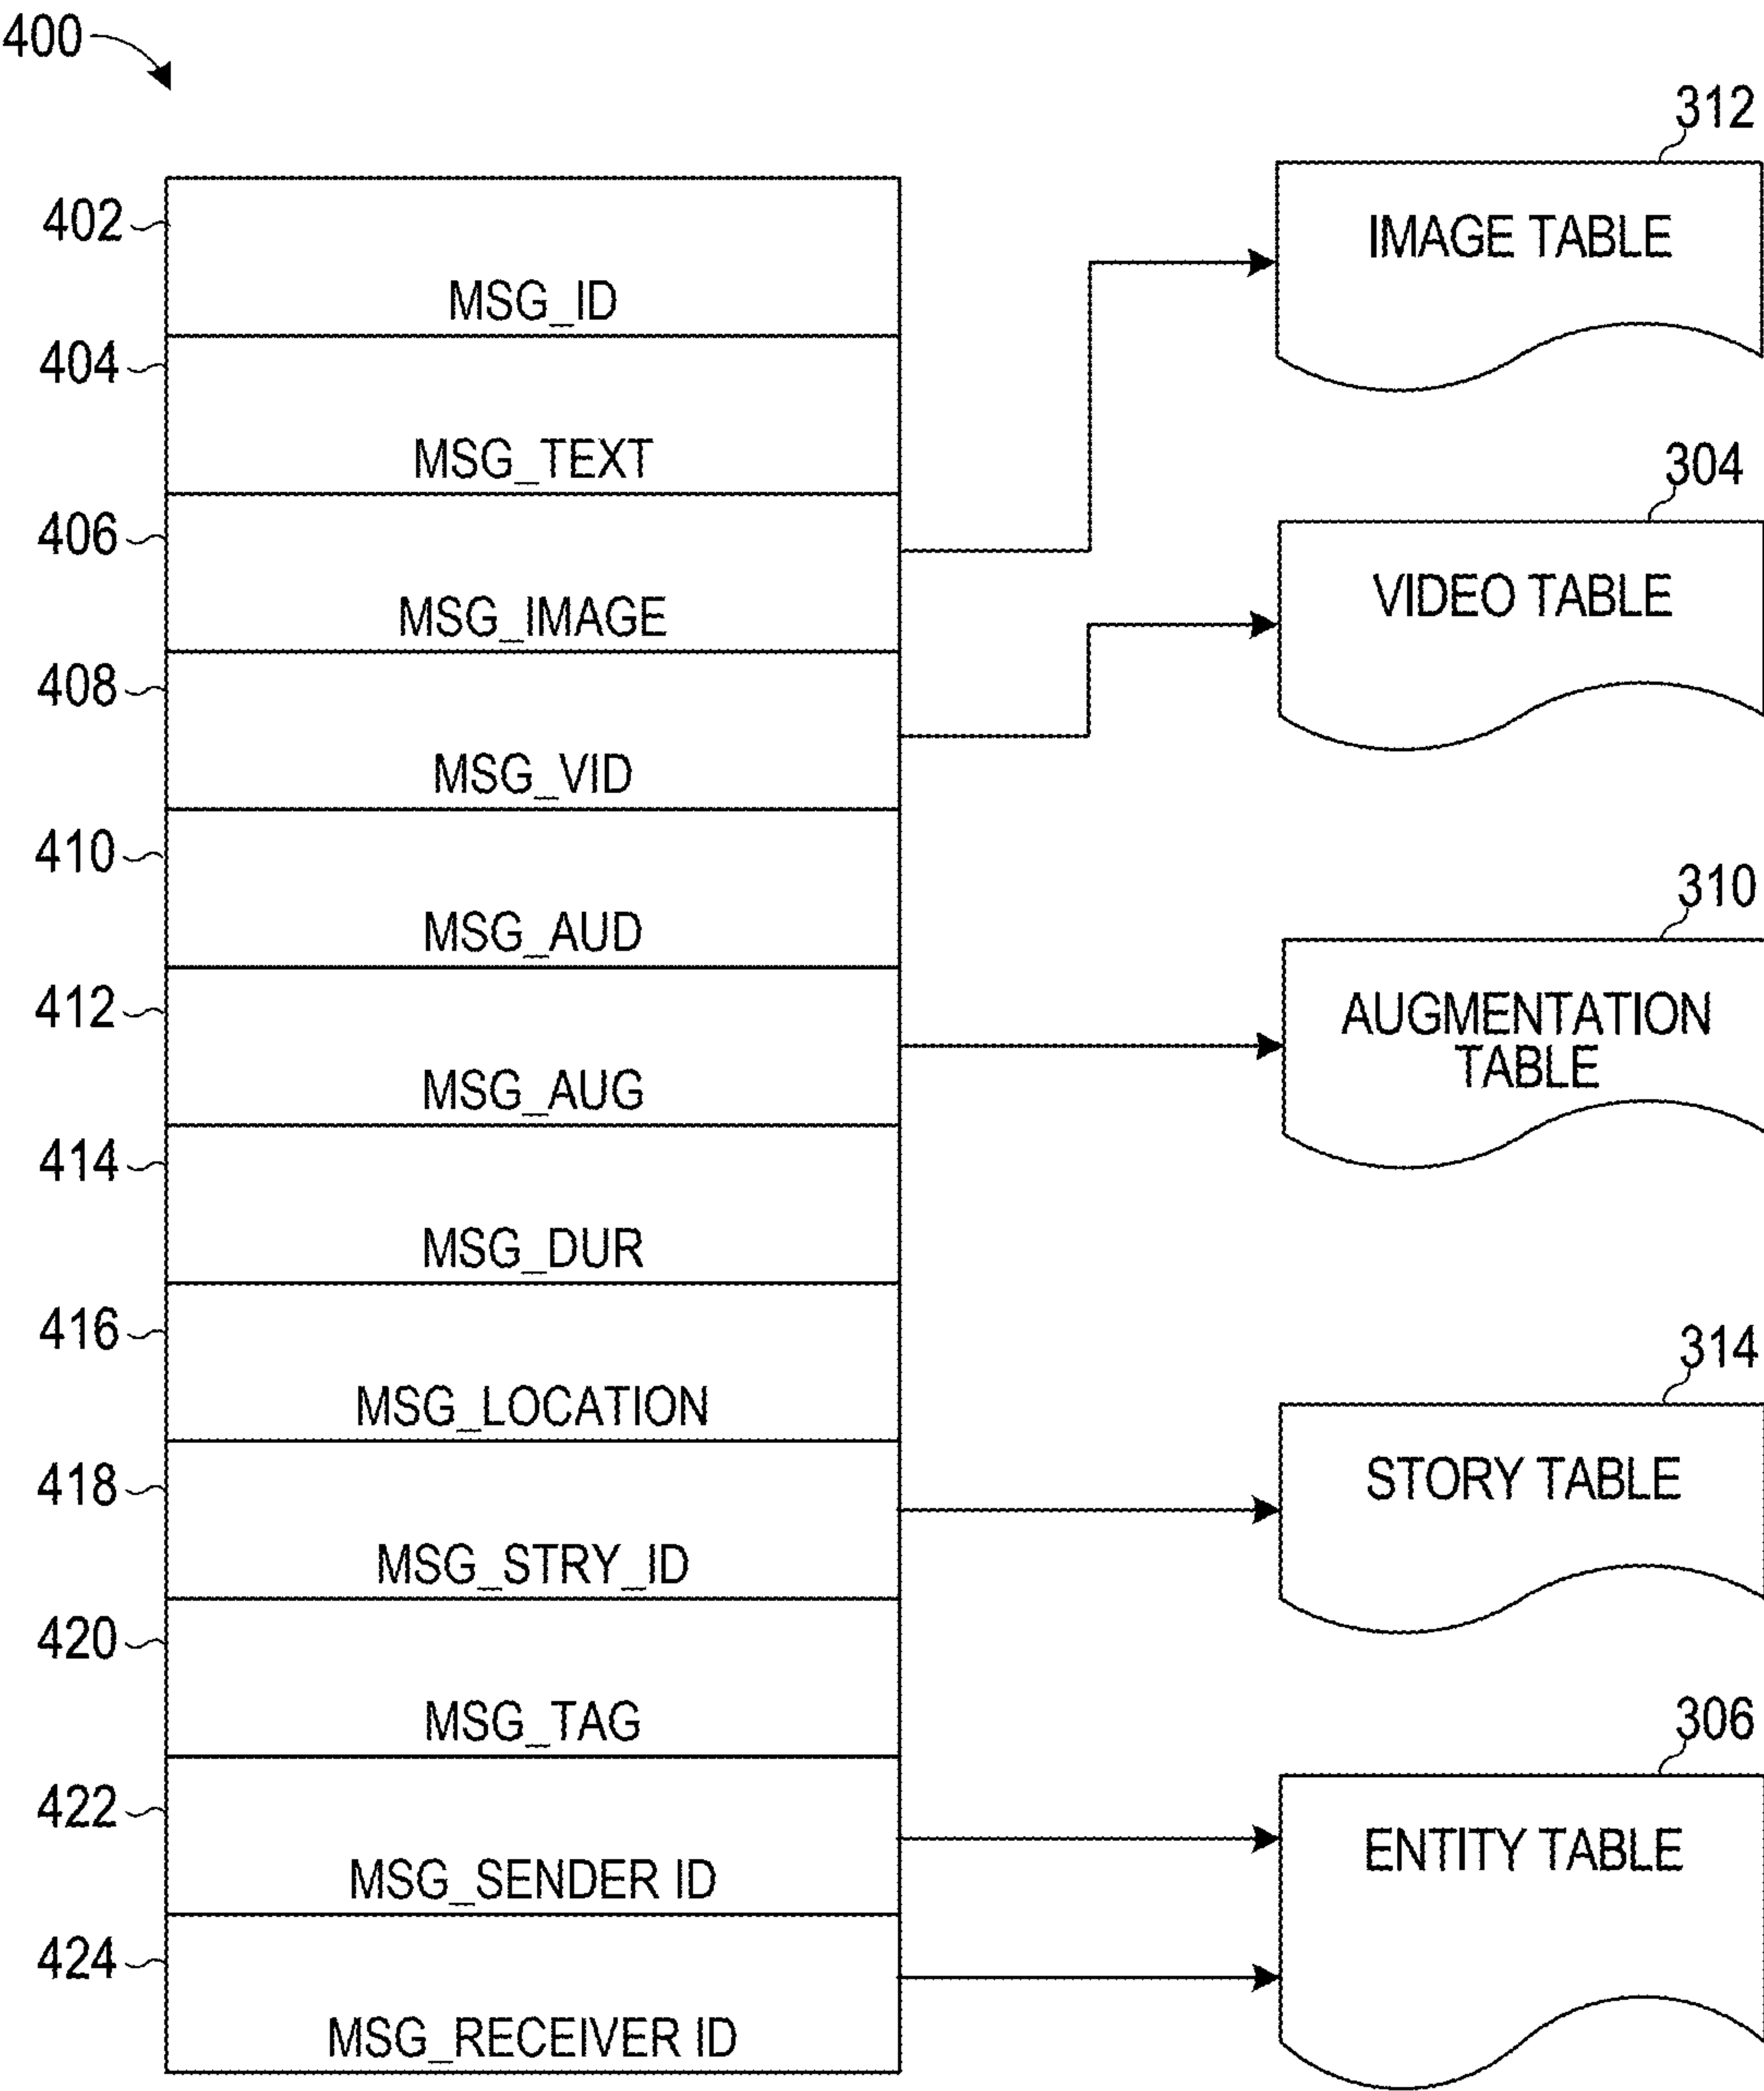 400
402
MSG_ID
404
MSG_TEXT
406
MSG_IMAGE
408
MSG_VID
410
MSG_AUD
412
MSG_AUG
414
MSG_DUR
416
MSG_LOCATION
418
MSG_STRY_ID
420
MSG_TAG
422
MSG_SENDER ID
424
MSG_RECEIVER ID
312
IMAGE TABLE
304
VIDEO TABLE
310
AUGMENTATION
TABLE
314
STORY TABLE
306
ENTITY TABLE